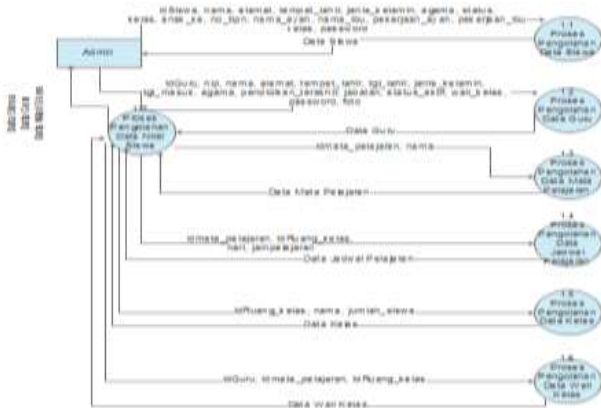 idSiswa, nama, alamat, tempat_lahir, jenis_kelamin, agama, status,
kelas, anak_ke, no_tlpn, nama_ayah, nama_ibu, pekerjaan_ayah, pekerjaan_ibu
kelas, password
Data Siswa
1.1
Proses
Pengolahan
Data Siswa
Admin
idGuru, nip, nama, alamat, tempat_lahir, tgl_lahir, jenis_kelamin,
tgl_masuk, agama, pendidikan_terakhir, jabatan, status_aktif, wali_kelas,
password, foto
Data Guru
1.2
Proses
Pengolahan
Data Guru
Proses
Pengolahan
Data Nilai
Siswa
idmata_pelajaran, nama
Data Mata Pelajaran
1.3
Proses
Pengolahan
Data Mata
Pelajaran
idmata_pelajaran, idRuang_kelas,
hari, jampelajaran
Data Jadwal Pelajaran
1.4
Proses
Pengolahan
Data
Jadwal
Pelajaran
idRuang_kelas, nama, jumlah_siswa
Data Kelas
1.5
Proses
Pengolahan
Data Kelas
idGuru, idmata_pelajaran, idRuang_kelas
Data Wali Kelas
1.6
Proses
Pengolahan
Data Wali
Kelas